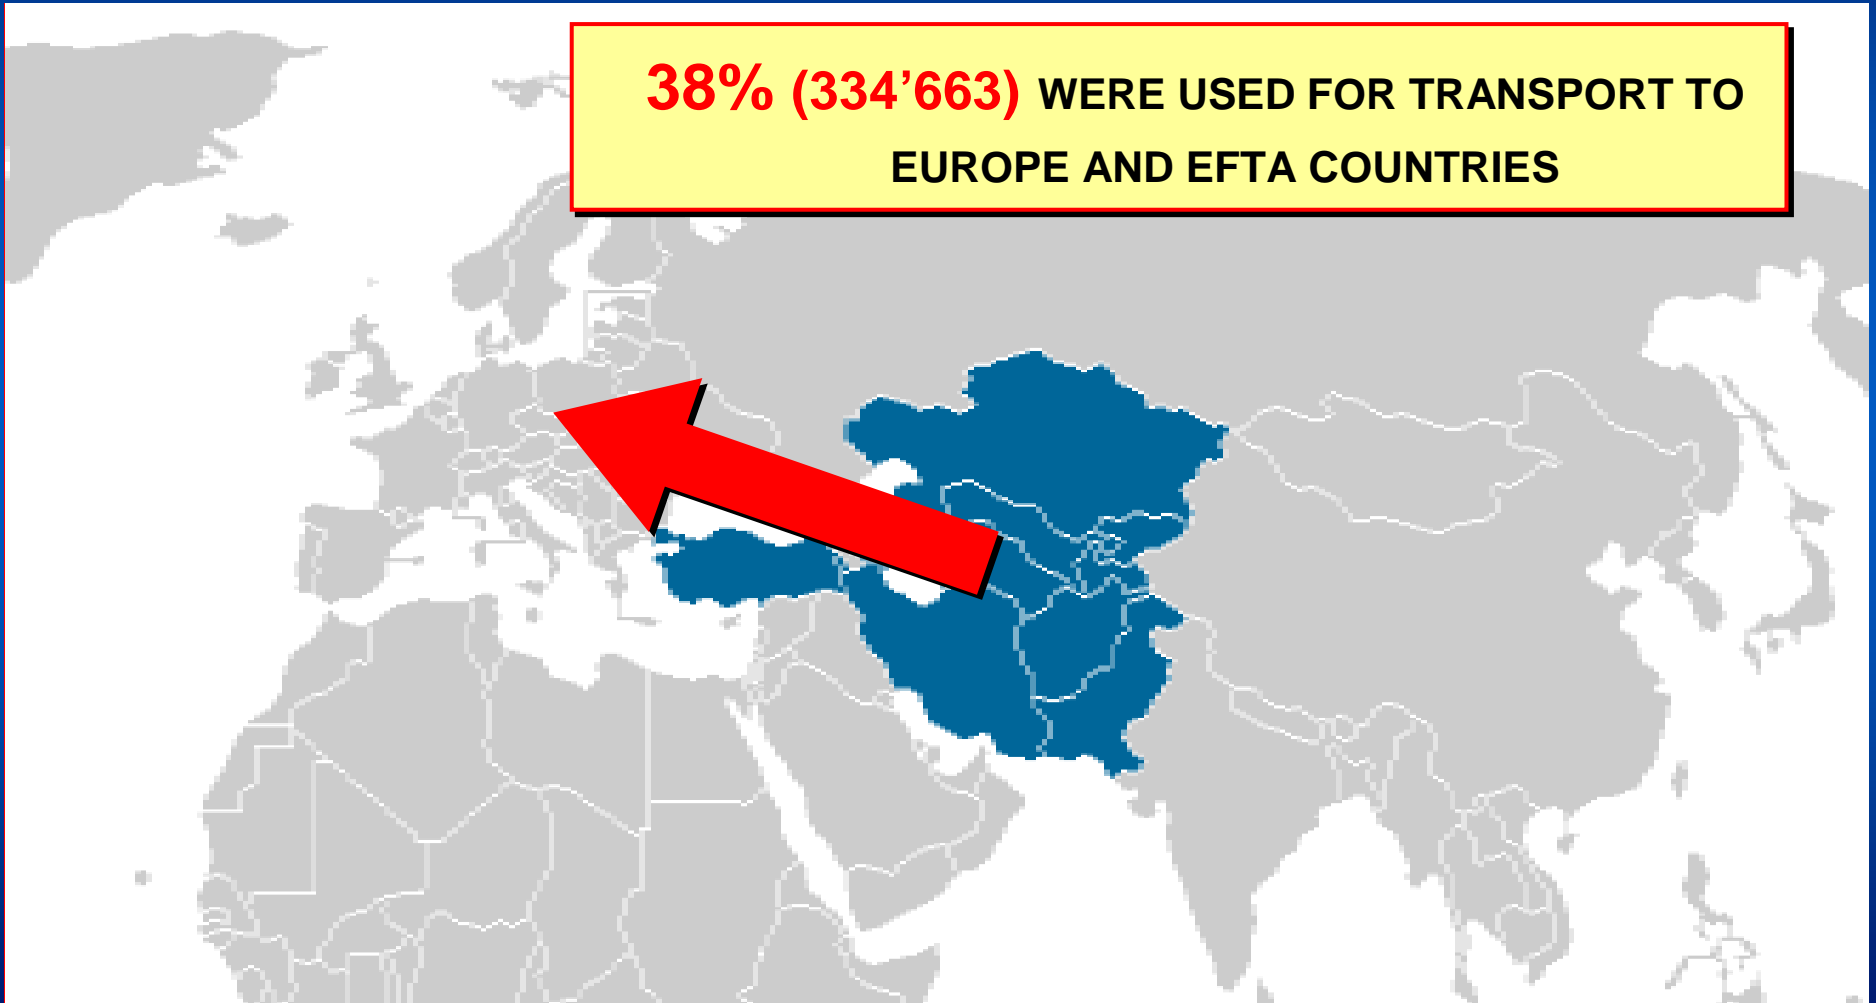 38% (334’663) WERE USED FOR TRANSPORT TO
EUROPE AND EFTA COUNTRIES